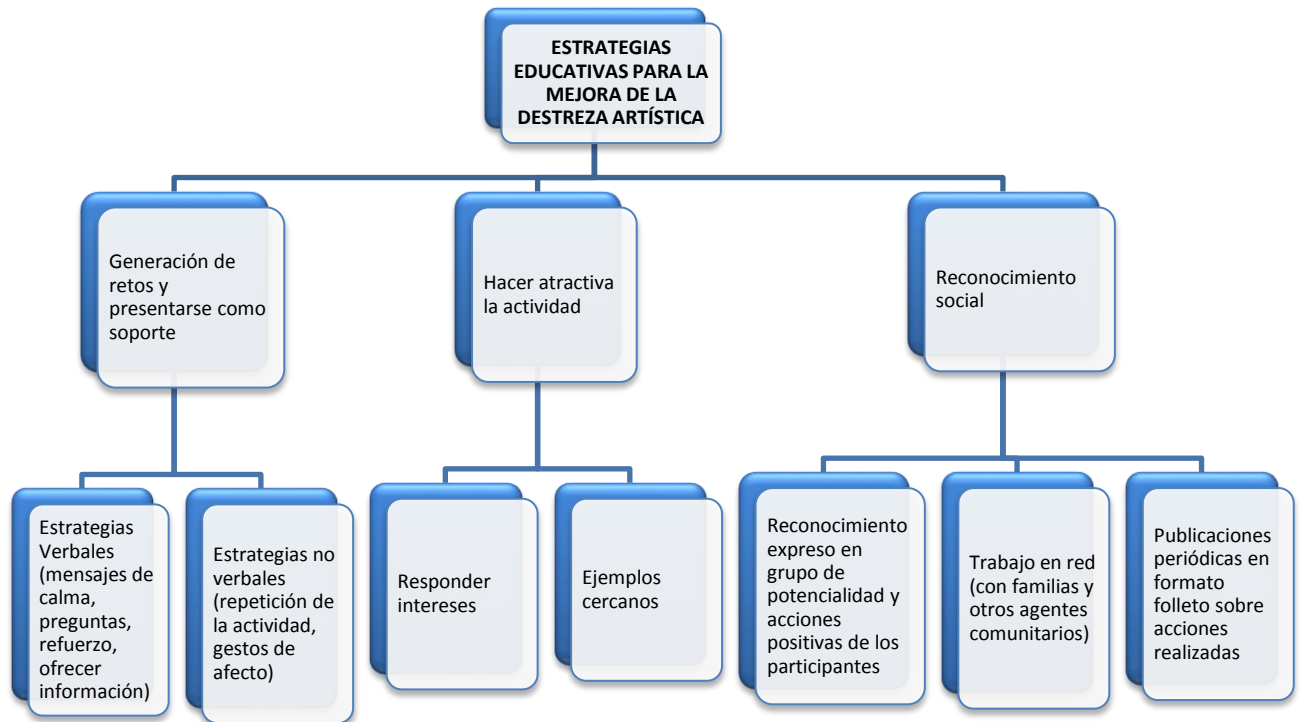 ESTRATEGIAS
EDUCATIVAS PARA LA
MEJORA DE LA
DESTREZA ARTÍSTICA
Generación de
retos y
presentarse como
soporte
Hacer atractiva
la actividad
Reconocimiento
social
Estrategias
Verbales
(mensajes de
calma,
preguntas,
refuerzo,
ofrecer
información)
Estrategias no
verbales
(repetición de
la actividad,
gestos de
afecto)
Responder
intereses
Ejemplos
cercanos
Reconocimiento
expreso en
grupo de
potencialidad y
acciones
positivas de los
participantes
Trabajo en red
(con familias y
otros agentes
comunitarios)
Publicaciones
periódicas en
formato
folleto sobre
acciones
realizadas